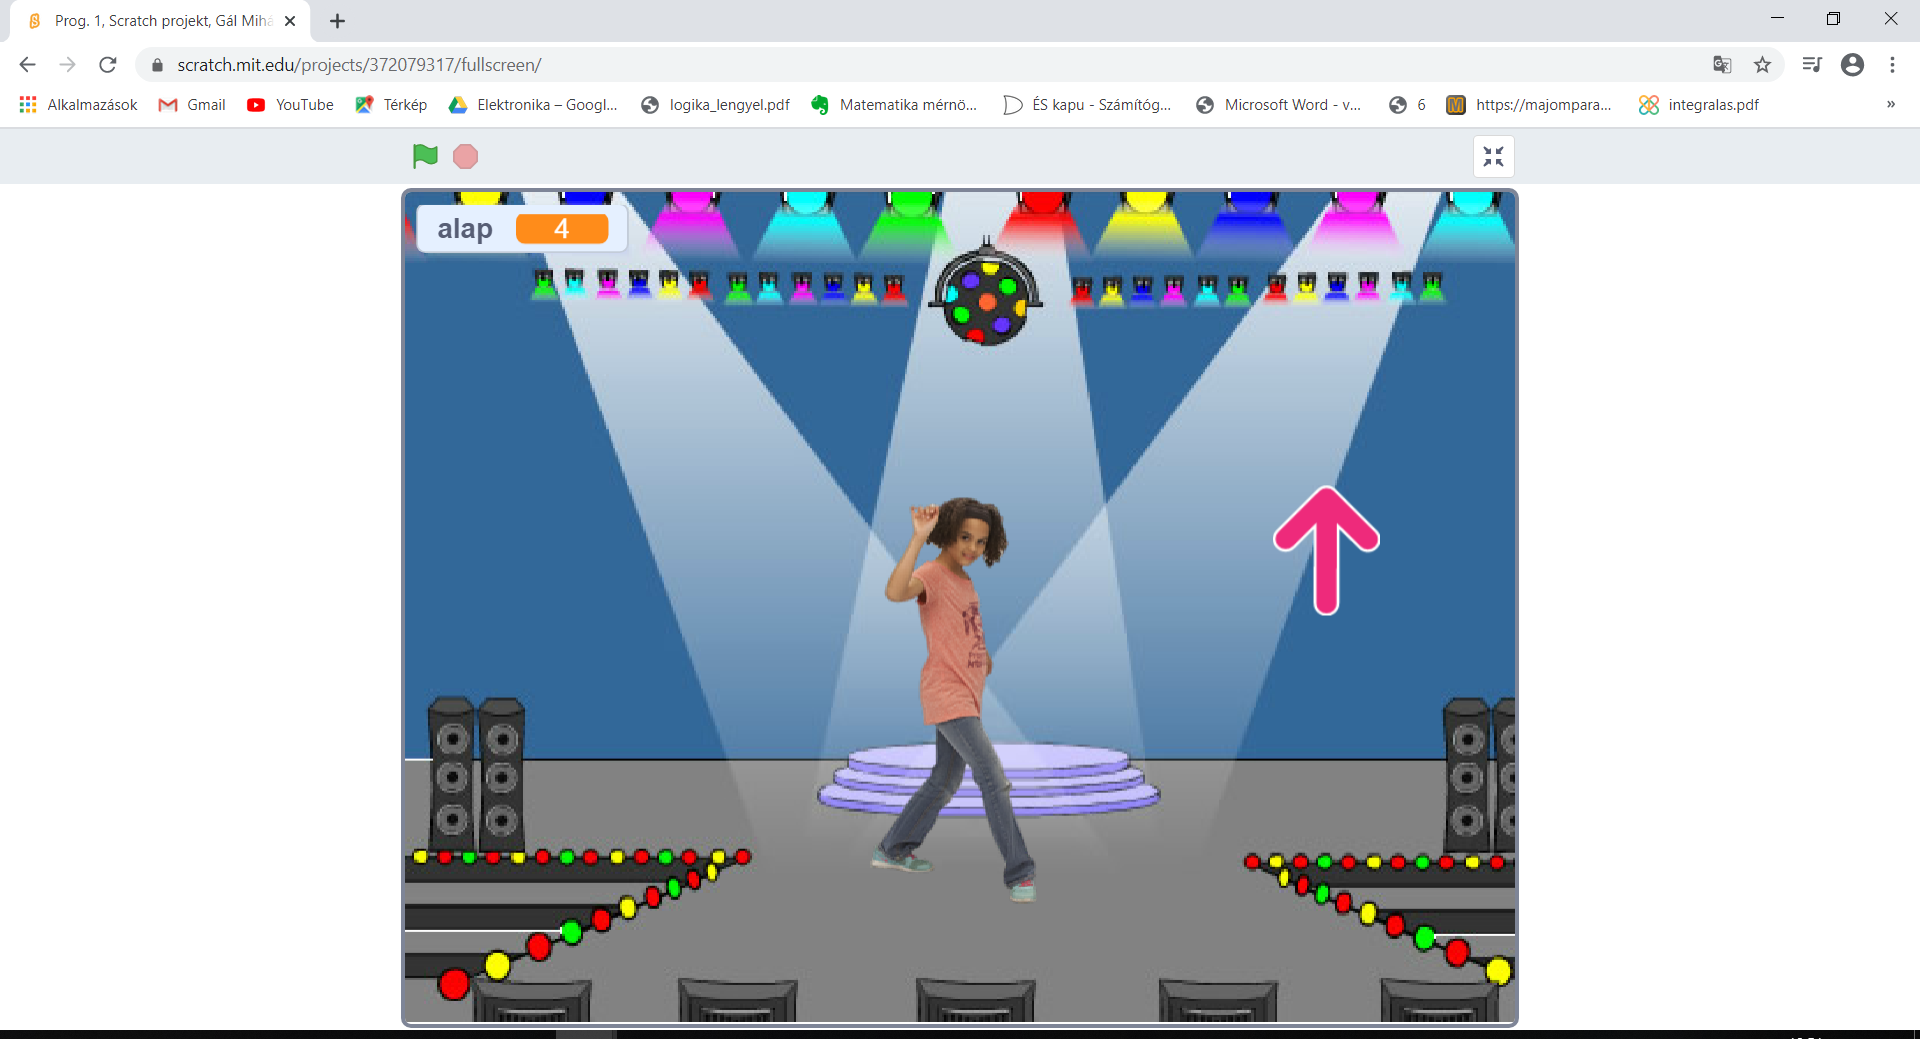 Prog. 1, Scratch projekt, Gál Mihá
scratch.mit.edu/projects/372079317/fullscreen/
Alkalmazások Gmail YouTube Térkép Elektronika – Googl... logika_lengyel.pdf Matematika mérnö... ÉS kapu - Számítóg... Microsoft Word - v... 6 https://majompara... integralas.pdf »
alap 4